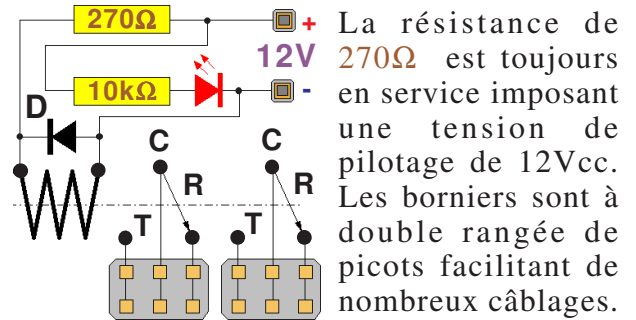 270Ω
+
12V
10kΩ
-
D
C
C
R
R
T
T
La résistance de
270Ω est toujours
en service imposant
une tension de
pilotage de 12Vcc.
Les borniers sont à
double rangée de
picots facilitant de
nombreux câblages.